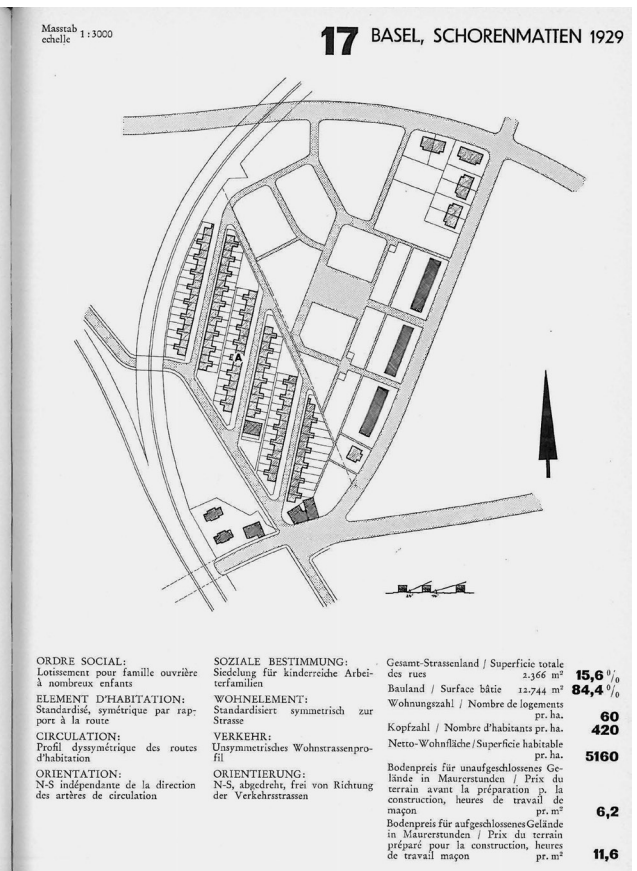 Masstab
echelle 1 : 3000
17 BASEL, SCHORENMATTEN 1929
A
ORDRE SOCIAL:
Lotissement pour famille ouvrière
à nombreux enfants
ELEMENT D'HABITATION:
Standardisé, symétrique par rap-
port à la route
CIRCULATION:
Profil dyssymétrique des routes
d'habitation
ORIENTATION:
N-S indépendante de la direction
des artères de circulation
SOZIALE BESTIMMUNG:
Siedelung für kinderreiche Arbei-
terfamilien
WOHNELEMENT:
Standardisiert symmetrisch zur
Strasse
VERKEHR:
Unsymmetrisches Wohnstrassenpro-
fil
ORIENTIERUNG:
N-S, abgedreht, frei von Richtung
der Verkehrsstrassen
Gesamt-Strassenland / Superficie totale
des rues 2.366 m² 15,6 %
Bauland / Surface bâtie 12.744 m² 84,4 %
Wohnungszahl / Nombre de logements
pr. ha. 60
Kopfzahl / Nombre d'habitants pr. ha. 420
Netto-Wohnfläche / Superficie habitable
pr. ha. 5160
Bodenpreis für unaufgeschlossenes Ge-
lände in Maurerstunden / Prix du
terrain avant la préparation p. la
construction, heures de travail de
maçon pr. m² 6,2
Bodenpreis für aufgeschlossenes Gelände
in Maurerstunden / Prix du terrain
préparé pour la construction, heures
de travail maçon pr. m² 11,6